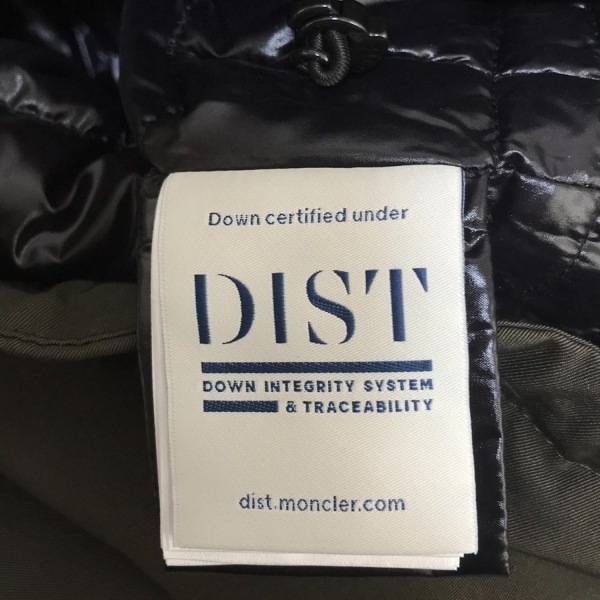 Down certified under
DIST
DOWN INTEGRITY SYSTEM
& TRACEABILITY
dist.moncler.com